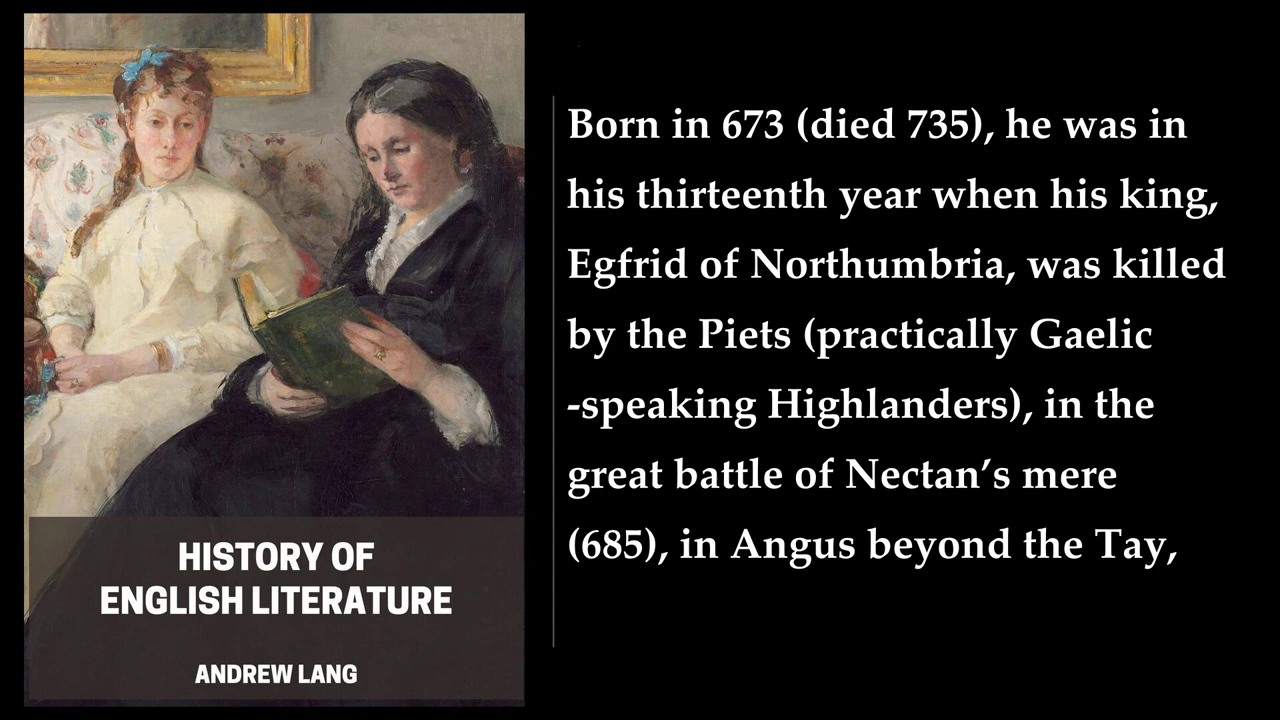 HISTORY OF
ENGLISH LITERATURE
ANDREW LANG
Born in 673 (died 735), he was in
his thirteenth year when his king,
Egfrid of Northumbria, was killed
by the Piets (practically Gaelic
-speaking Highlanders), in the
great battle of Nectan’s mere
(685), in Angus beyond the Tay,